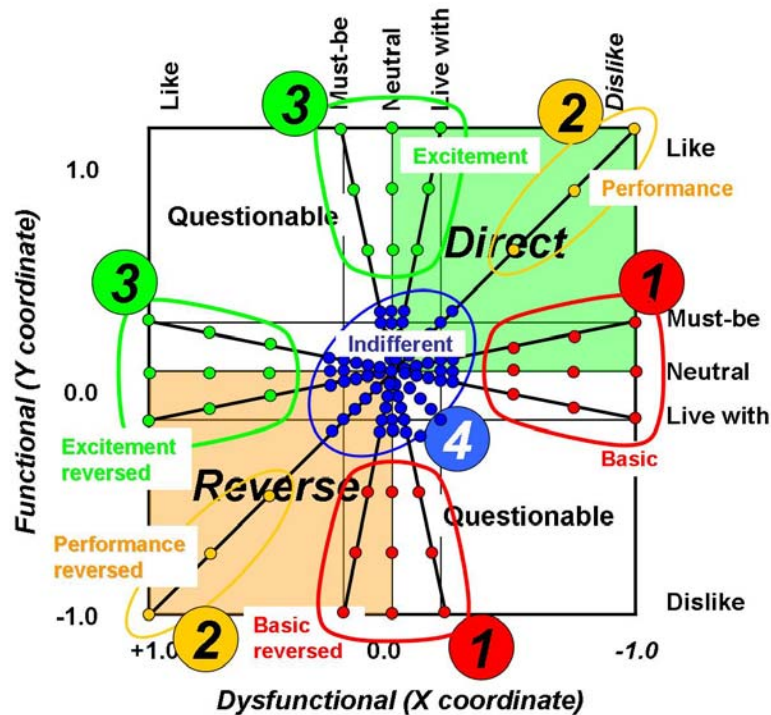 Like
Must-be
Neutral
Live with
Dislike
3
2
1.0
Excitement
Like
Performance
Questionable
Direct
3
1
Must-be
Indifferent
Neutral
0.0
Live with
4
Excitement
reversed
Basic
Reverse
Questionable
Performance
reversed
Dislike
-1.0
Basic
reversed
2
1
+1.0
0.0
-1.0
Functional (Y coordinate)
Dysfunctional (X coordinate)